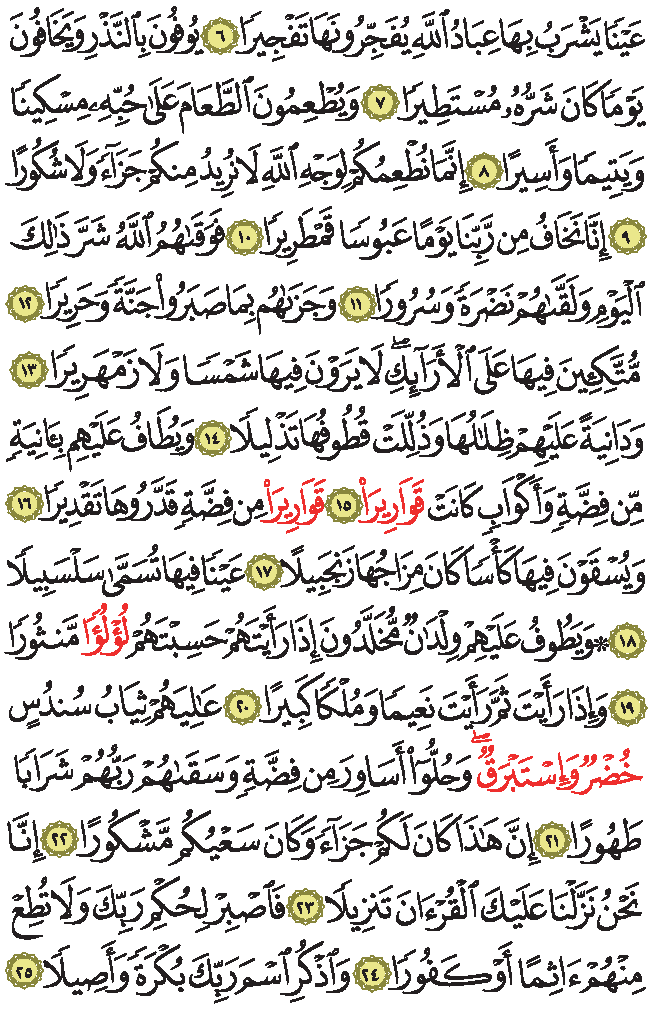 عَيْنًا يَشْرَبُ بِهَا عِبَادُ ٱللَّهِ يُفَجِّرُونَهَا تَفْجِيرًا ٦ يُوفُونَ بِٱلنَّذْرِ وَيَخَافُونَ
يَوْمًا كَانَ شَرُّهُۥ مُسْتَطِيرًا ٧ وَيُطْعِمُونَ ٱلطَّعَامَ عَلَىٰ حُبِّهِۦ مِسْكِينًا
وَيَتِيمًا وَأَسِيرًا ٨ إِنَّمَا نُطْعِمُكُمْ لِوَجْهِ ٱللَّهِ لَا نُرِيدُ مِنكُمْ جَزَآءً وَلَا شُكُورًا
٩ إِنَّا نَخَافُ مِن رَّبِّنَا يَوْمًا عَبُوسًا قَمْطَرِيرًا ١٠ فَوَقَىٰهُمُ ٱللَّهُ شَرَّ ذَٰلِكَ
ٱلْيَوْمِ وَلَقَّىٰهُمْ نَضْرَةً وَسُرُورًا ١١ وَجَزَىٰهُم بِمَا صَبَرُوا۟ جَنَّةً وَحَرِيرًا ١٢
مُّتَّكِـِٔينَ فِيهَا عَلَى ٱلْأَرَآئِكِ ۖ لَا يَرَوْنَ فِيهَا شَمْسًا وَلَا زَمْهَرِيرًا ١٣
وَدَانِيَةً عَلَيْهِمْ ظِلَـٰلُهَا وَذُلِّلَتْ قُطُوفُهَا تَذْلِيلًا ١٤ وَيُطَافُ عَلَيْهِم بِـَٔانِيَةٍ
مِّن فِضَّةٍ وَأَكْوَابٍ كَانَتْ قَوَارِيرَا۠ ١٥ قَوَارِيرَا۟ مِن فِضَّةٍ قَدَّرُوهَا تَقْدِيرًا ١٦
وَيُسْقَوْنَ فِيهَا كَأْسًا كَانَ مِزَاجُهَا زَنجَبِيلًا ١٧ عَيْنًا فِيهَا تُسَمَّىٰ سَلْسَبِيلًا
١٨ ۞ وَيَطُوفُ عَلَيْهِمْ وِلْدَٰنٌ مُّخَلَّدُونَ إِذَا رَأَيْتَهُمْ حَسِبْتَهُمْ لُؤْلُؤًا مَّنثُورًا
١٩ وَإِذَا رَأَيْتَ ثَمَّ رَأَيْتَ نَعِيمًا وَمُلْكًا كَبِيرًا ٢٠ عَـٰلِيَهُمْ ثِيَابُ سُندُسٍ
خُضْرٌ وَإِسْتَبْرَقٌ ۖ وَحُلُّوٓا۟ أَسَاوِرَ مِن فِضَّةٍ وَسَقَىٰهُمْ رَبُّهُمْ شَرَابًا
طَهُورًا ٢١ إِنَّ هَـٰذَا كَانَ لَكُمْ جَزَآءً وَكَانَ سَعْيُكُم مَّشْكُورًا ٢٢ إِنَّا
نَحْنُ نَزَّلْنَا عَلَيْكَ ٱلْقُرْءَانَ تَنزِيلًا ٢٣ فَٱصْبِرْ لِحُكْمِ رَبِّكَ وَلَا تُطِعْ
مِنْهُمْ ءَاثِمًا أَوْ كَفُورًا ٢٤ وَٱذْكُرِ ٱسْمَ رَبِّكَ بُكْرَةً وَأَصِيلًا ٢٥